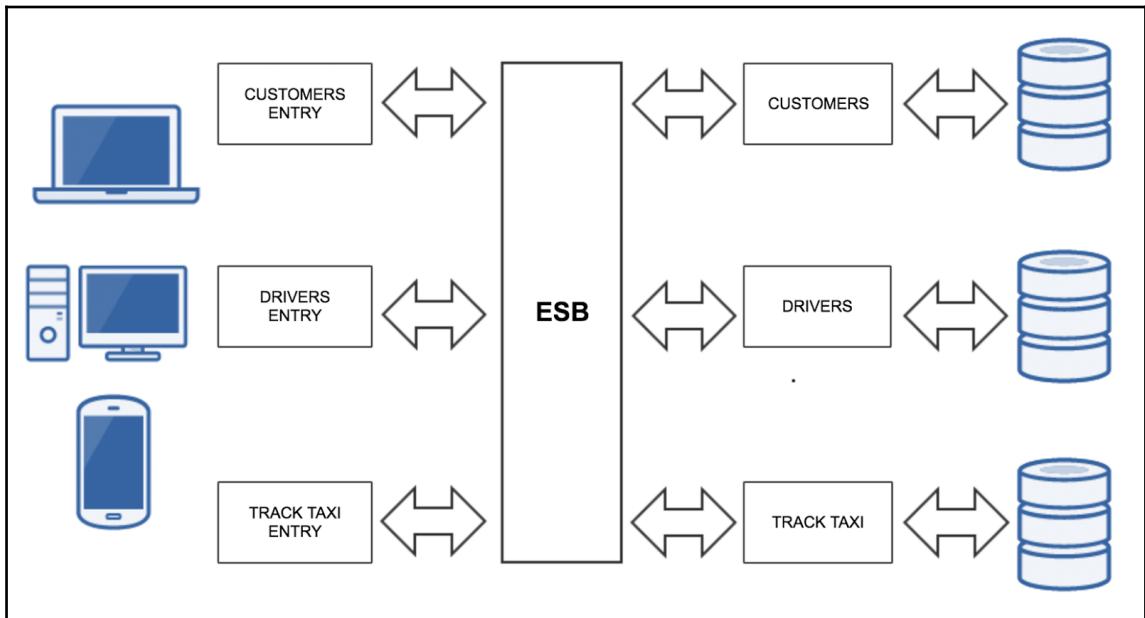 CUSTOMERS
ENTRY
CUSTOMERS
DRIVERS
ENTRY
ESB
DRIVERS
TRACK TAXI
ENTRY
TRACK TAXI